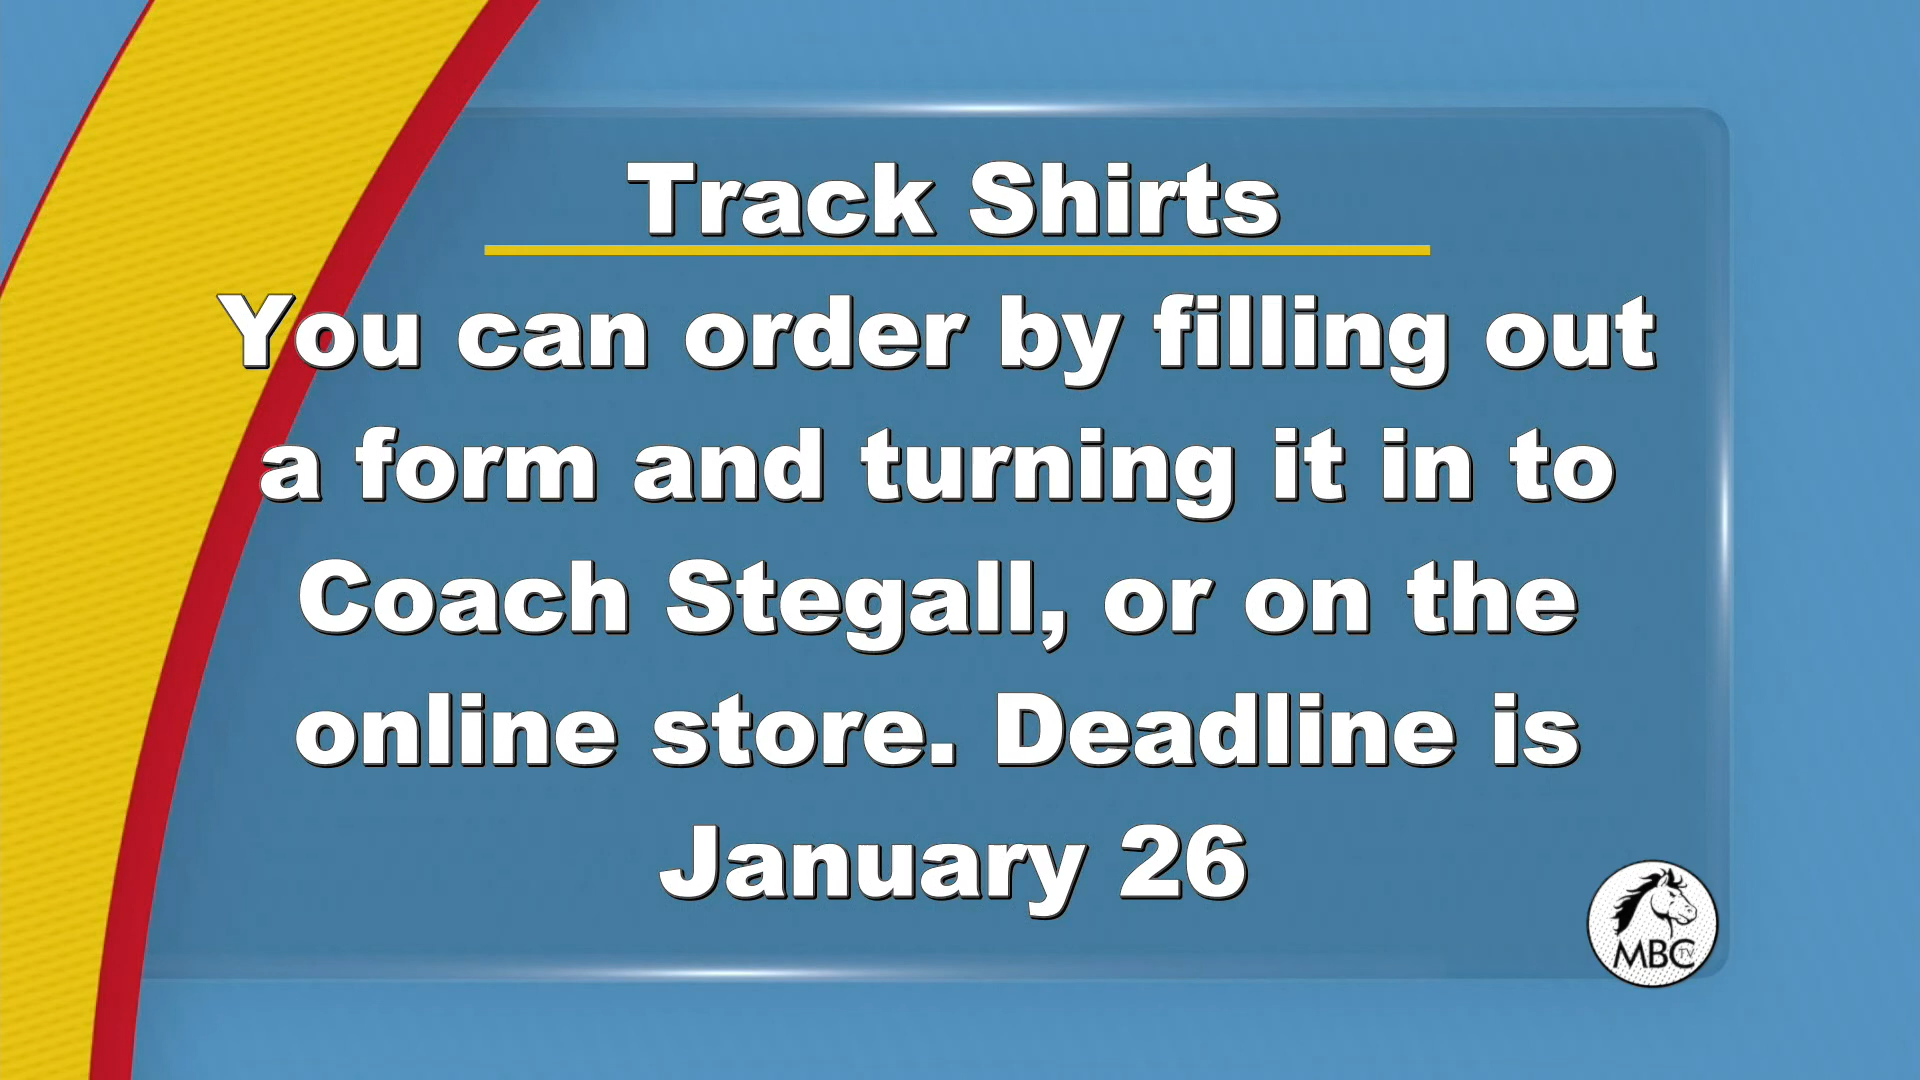 Track Shirts
You can order by filling out
a form and turning it in to
Coach Stegall, or on the
online store. Deadline is
January 26
MBC TV